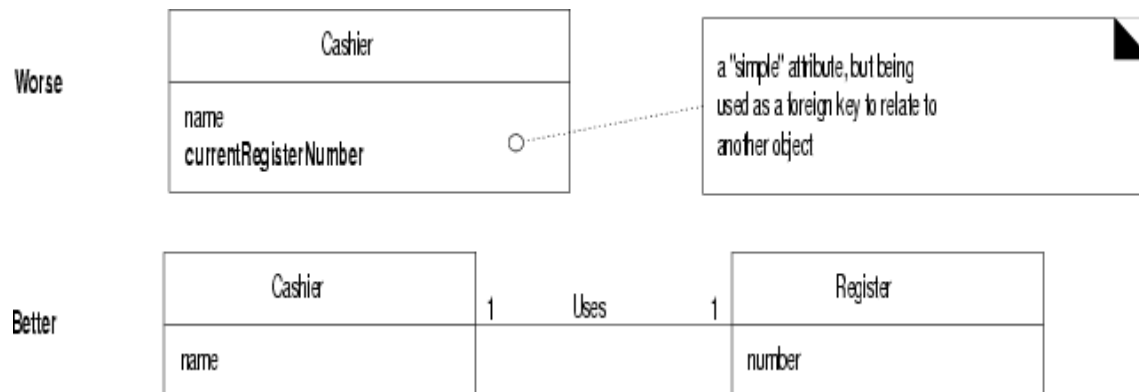 Worse
Cashier
name
currentRegisterNumber
a "simple" attribute, but being
used as a foreign key to relate to
another object
Better
Cashier
name
1 Uses 1
Register
number